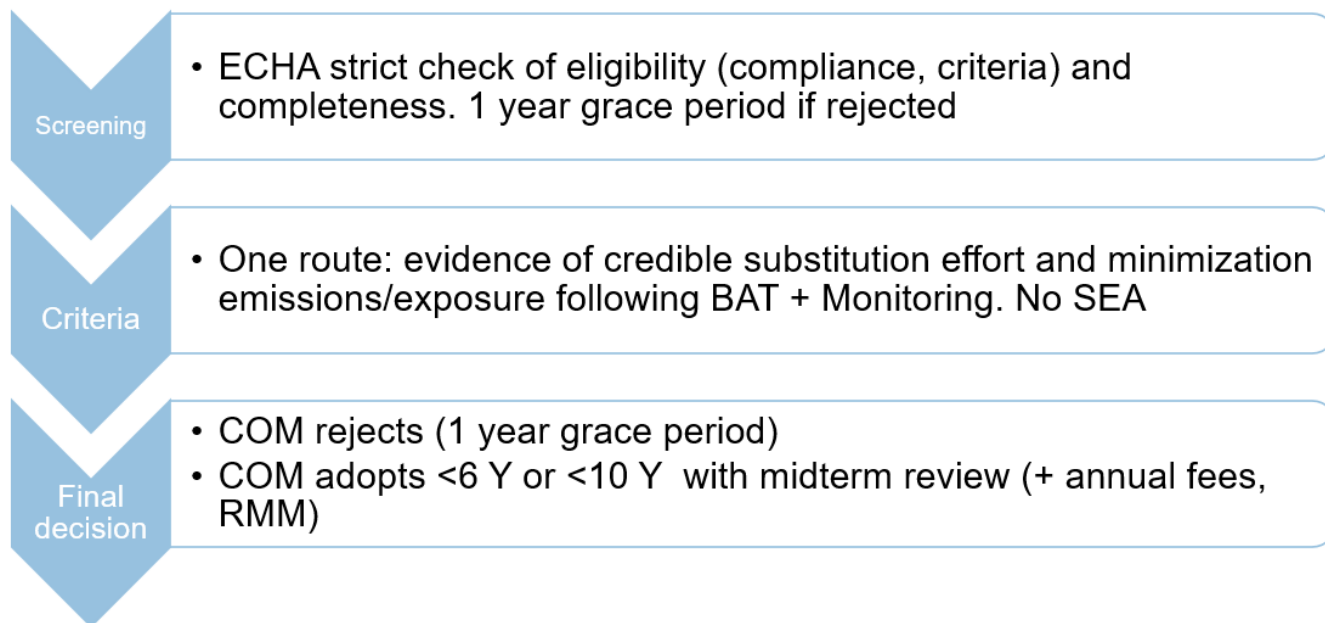 Screening
• ECHA strict check of eligibility (compliance, criteria) and
completeness. 1 year grace period if rejected
Criteria
• One route: evidence of credible substitution effort and minimization
emissions/exposure following BAT + Monitoring. No SEA
Final
decision
• COM rejects (1 year grace period)
• COM adopts <6 Y or <10 Y with midterm review (+ annual fees,
RMM)